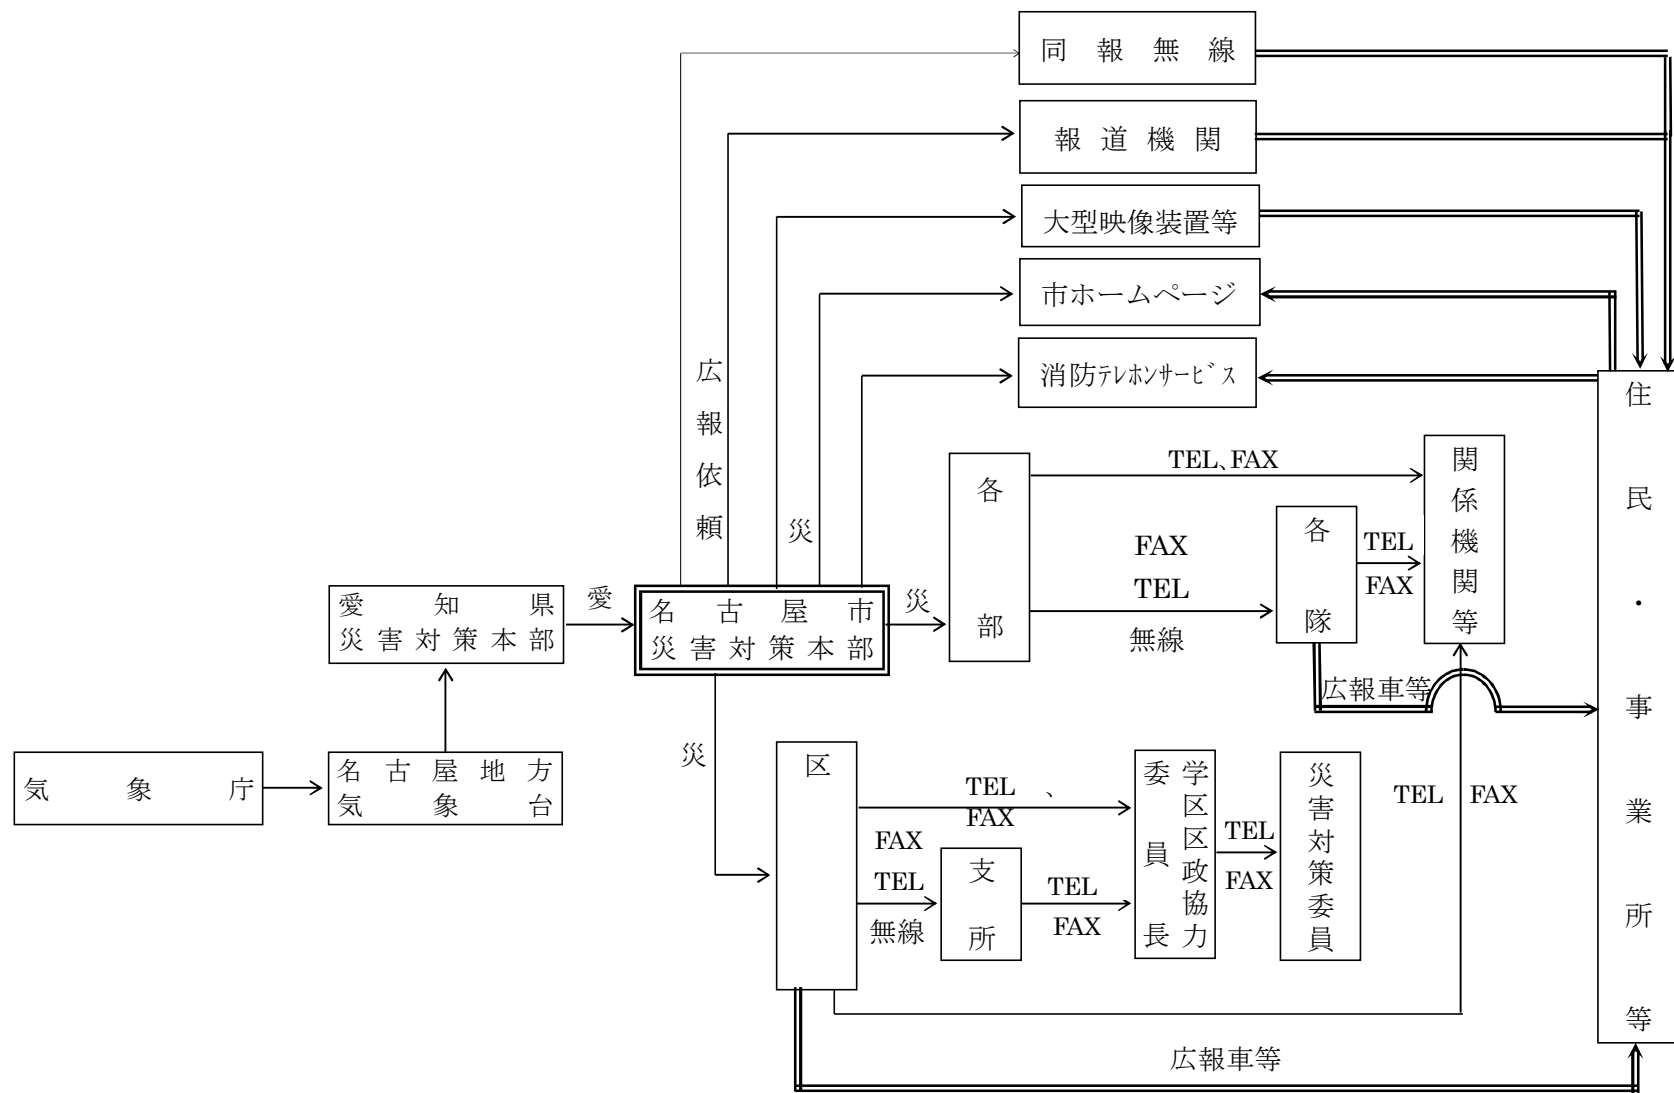 同報無線
報道機関
大型映像装置等
市ホームページ
消防ﾃﾚﾎﾝｻｰﾋﾞｽ
広報依頼
災
各部
TEL、FAX
関係機関等
各隊
FAX
TEL
無線
TEL
FAX
愛知県
災害対策本部
愛
名古屋市
災害対策本部
災
広報車等
住民・事業所等
気象庁
名古屋地方
気象台
災
区
TEL、
FAX
FAX
TEL
無線
支所
TEL
FAX
学区区政協力
委員長
TEL
FAX
災害対策委員
TEL
FAX
広報車等